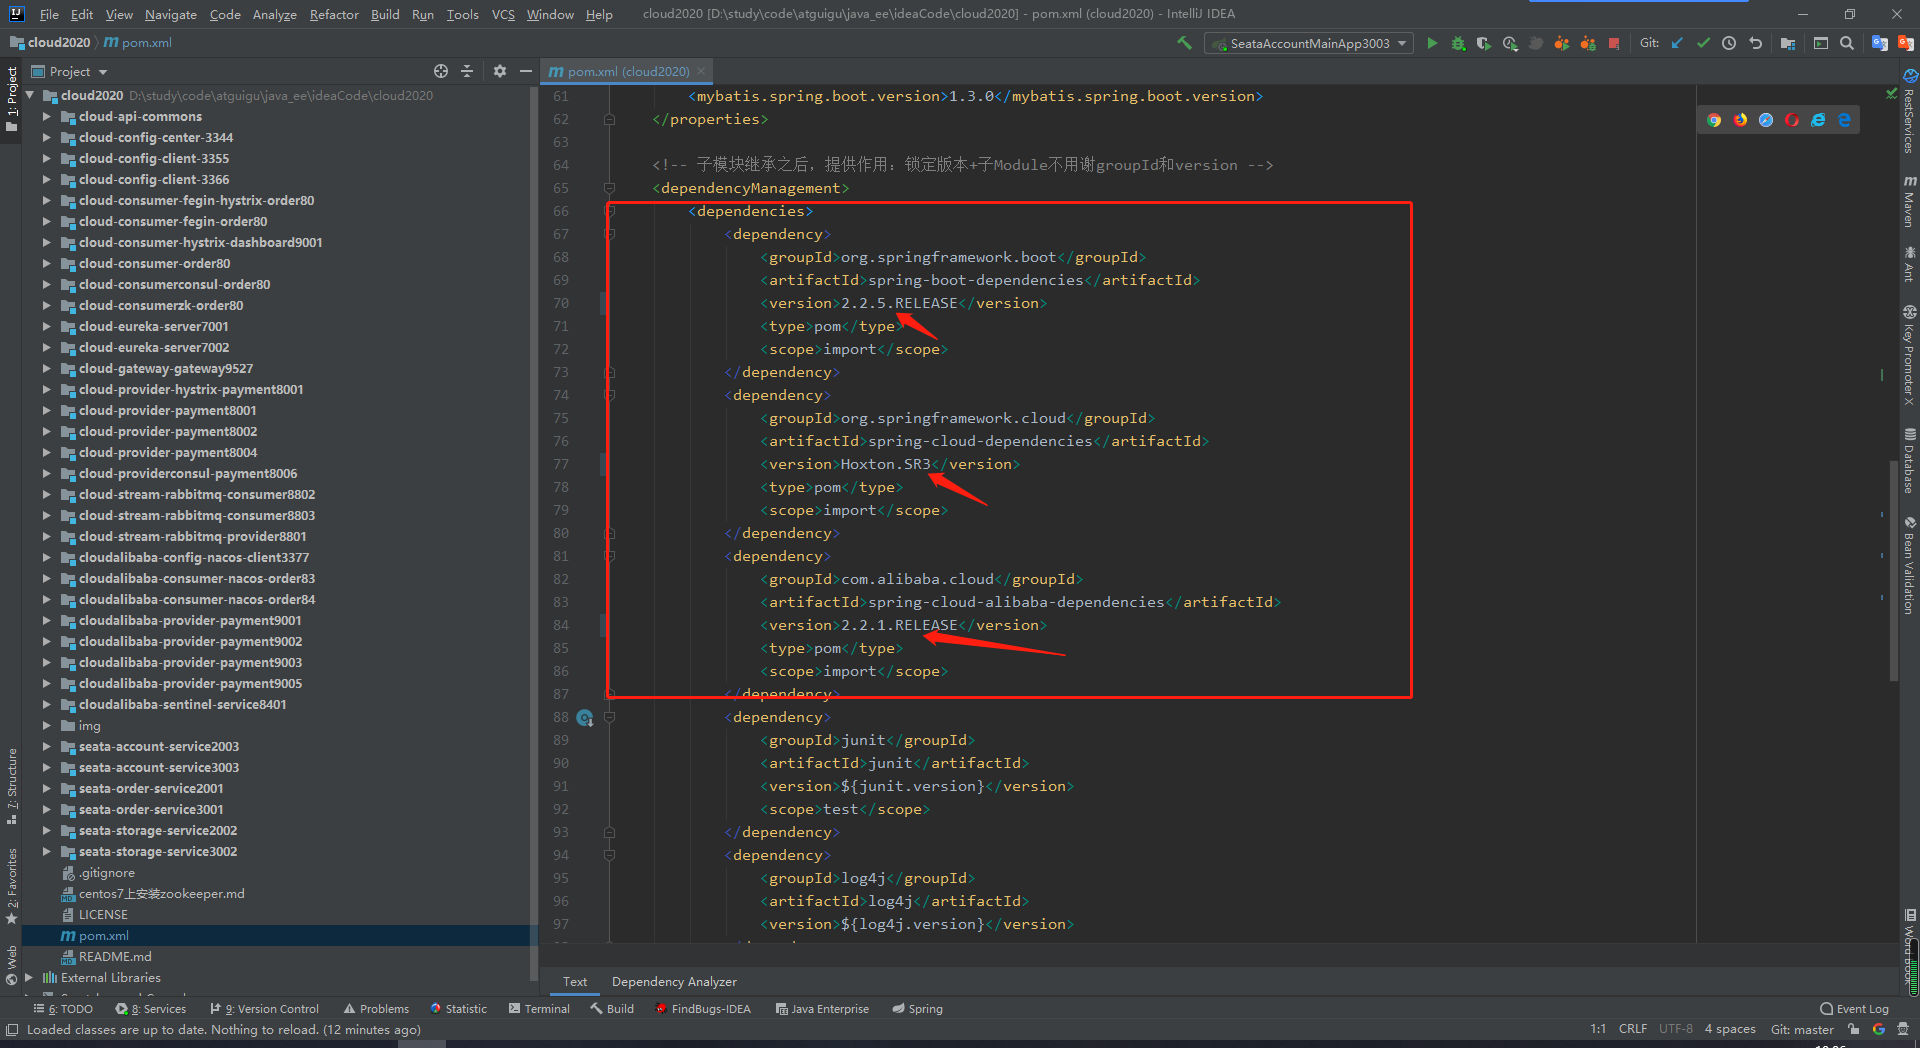 File Edit View Navigate Code Analyze Refactor Build Run Tools VCS Window Help cloud2020 [D:\study\code\atguigu\java_ee\ideaCode\cloud2020] - pom.xml (cloud2020) - IntelliJ IDEA
cloud2020 pom.xml SeataAccountMainApp3003 Git:
Project pom.xml (cloud2020)
1: Project
cloud2020 D:\study\code\atguigu\java_ee\ideaCode\cloud2020
cloud-api-commons
cloud-config-center-3344
cloud-config-client-3355
cloud-config-client-3366
cloud-consumer-fegin-hystrix-order80
cloud-consumer-fegin-order80
cloud-consumer-hystrix-dashboard9001
cloud-consumer-order80
cloud-consumerconsul-order80
cloud-consumerzk-order80
cloud-eureka-server7001
cloud-eureka-server7002
cloud-gateway-gateway9527
cloud-provider-hystrix-payment8001
cloud-provider-payment8001
cloud-provider-payment8002
cloud-provider-payment8004
cloud-providerconsul-payment8006
cloud-stream-rabbitmq-consumer8802
cloud-stream-rabbitmq-consumer8803
cloud-stream-rabbitmq-provider8801
cloudalibaba-config-nacos-client3377
cloudalibaba-consumer-nacos-order83
cloudalibaba-consumer-nacos-order84
cloudalibaba-provider-payment9001
cloudalibaba-provider-payment9002
cloudalibaba-provider-payment9003
cloudalibaba-provider-payment9005
cloudalibaba-sentinel-service8401
img
seata-account-service2003
seata-account-service3003
seata-order-service2001
seata-order-service3001
seata-storage-service2002
seata-storage-service3002
.gitignore
centos7上安装zookeeper.md
LICENSE
pom.xml
README.md
External Libraries
7: Structure
2: Favorites
Web
61 <mybatis.spring.boot.version>1.3.0</mybatis.spring.boot.version>
62 </properties>
63
64 <!-- 子模块继承之后，提供作用：锁定版本+子Module不用谢groupId和version -->
65 <dependencyManagement>
66 <dependencies>
67 <dependency>
68 <groupId>org.springframework.boot</groupId>
69 <artifactId>spring-boot-dependencies</artifactId>
70 <version>2.2.5.RELEASE</version>
71 <type>pom</type>
72 <scope>import</scope>
73 </dependency>
74 <dependency>
75 <groupId>org.springframework.cloud</groupId>
76 <artifactId>spring-cloud-dependencies</artifactId>
77 <version>Hoxton.SR3</version>
78 <type>pom</type>
79 <scope>import</scope>
80 </dependency>
81 <dependency>
82 <groupId>com.alibaba.cloud</groupId>
83 <artifactId>spring-cloud-alibaba-dependencies</artifactId>
84 <version>2.2.1.RELEASE</version>
85 <type>pom</type>
86 <scope>import</scope>
87 </dependency>
88 <dependency>
89 <groupId>junit</groupId>
90 <artifactId>junit</artifactId>
91 <version>${junit.version}</version>
92 <scope>test</scope>
93 </dependency>
94 <dependency>
95 <groupId>log4j</groupId>
96 <artifactId>log4j</artifactId>
97 <version>${log4j.version}</version>
RestServices
Maven
Ant
Key Promoter X
Database
Bean Validation
Word Book
Text Dependency Analyzer
6: TODO 8: Services 9: Version Control Problems Statistic Terminal Build FindBugs-IDEA Java Enterprise Spring Event Log
Loaded classes are up to date. Nothing to reload. (12 minutes ago) 1:1 CRLF UTF-8 4 spaces Git: master